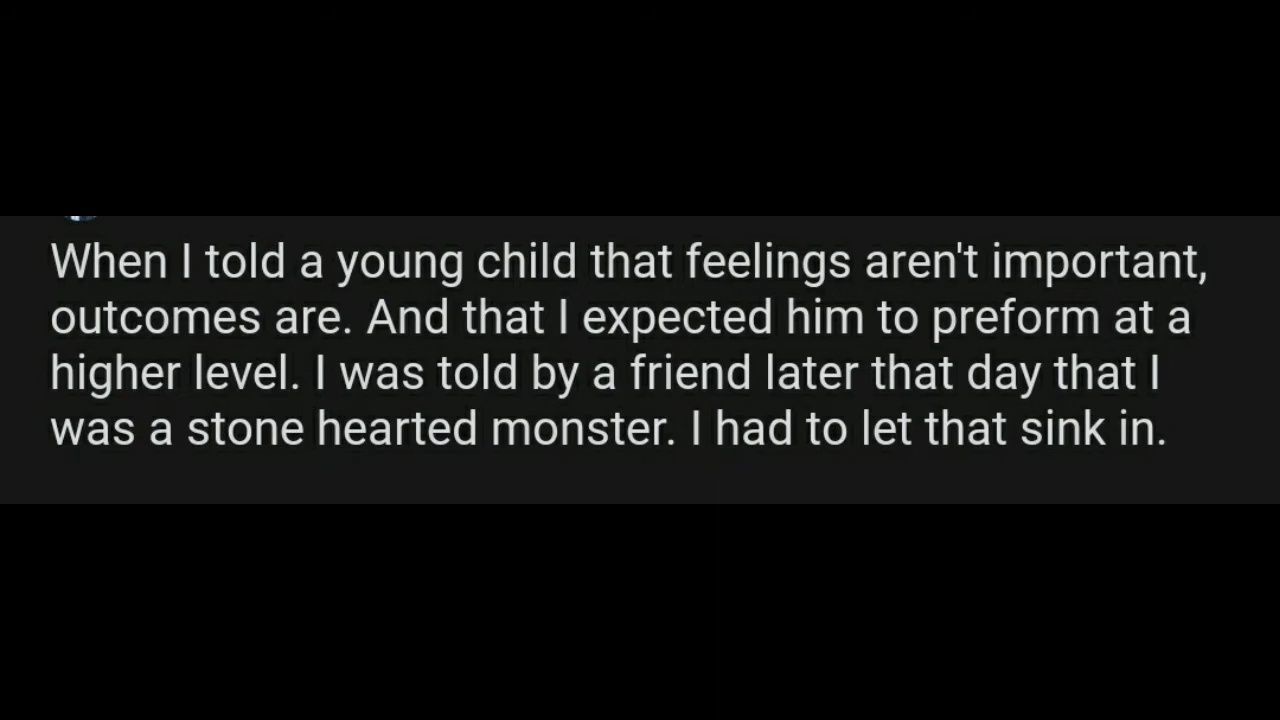 When I told a young child that feelings aren't important,
outcomes are. And that I expected him to preform at a
higher level. I was told by a friend later that day that I
was a stone hearted monster. I had to let that sink in.